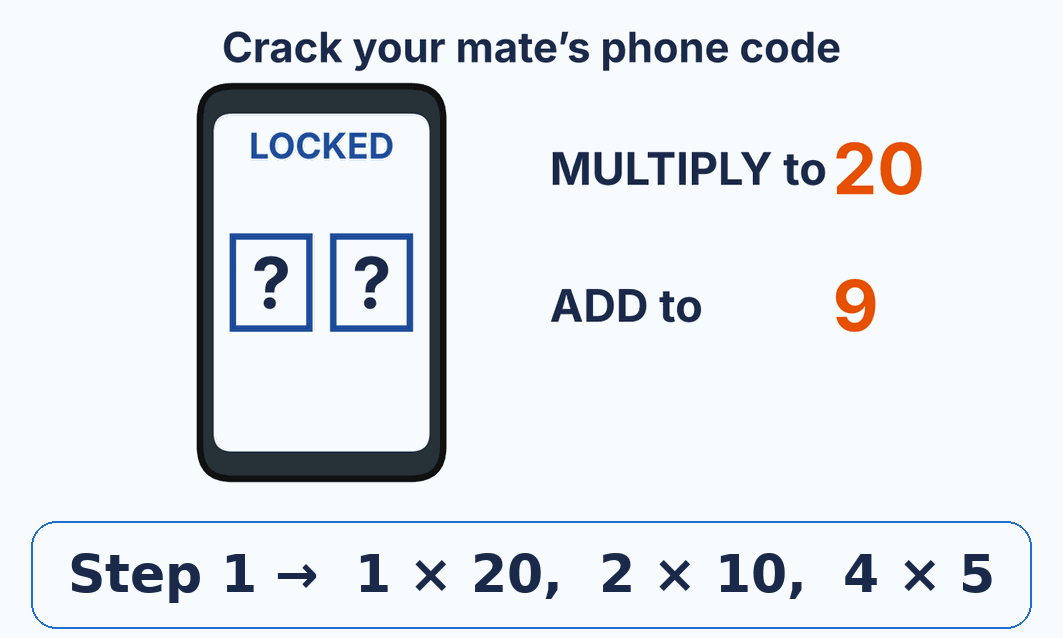 Crack your mate’s phone code
LOCKED
? ?
MULTIPLY to 20
ADD to 9
Step 1 → 1 × 20, 2 × 10, 4 × 5